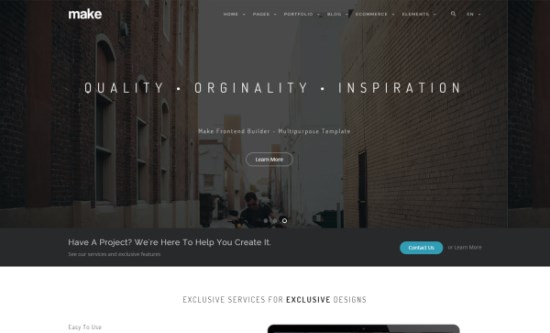 make
HOME PAGES PORTFOLIO BLOG ECOMMERCE ELEMENTS EN
QUALITY • ORGINALITY • INSPIRATION
Make Frontend Builder - Multipurpose Template
Learn More
Have A Project? We're Here To Help You Create It.
See our services and exclusive features
Contact Us or Learn More
EXCLUSIVE SERVICES FOR EXCLUSIVE DESIGNS
Easy To Use